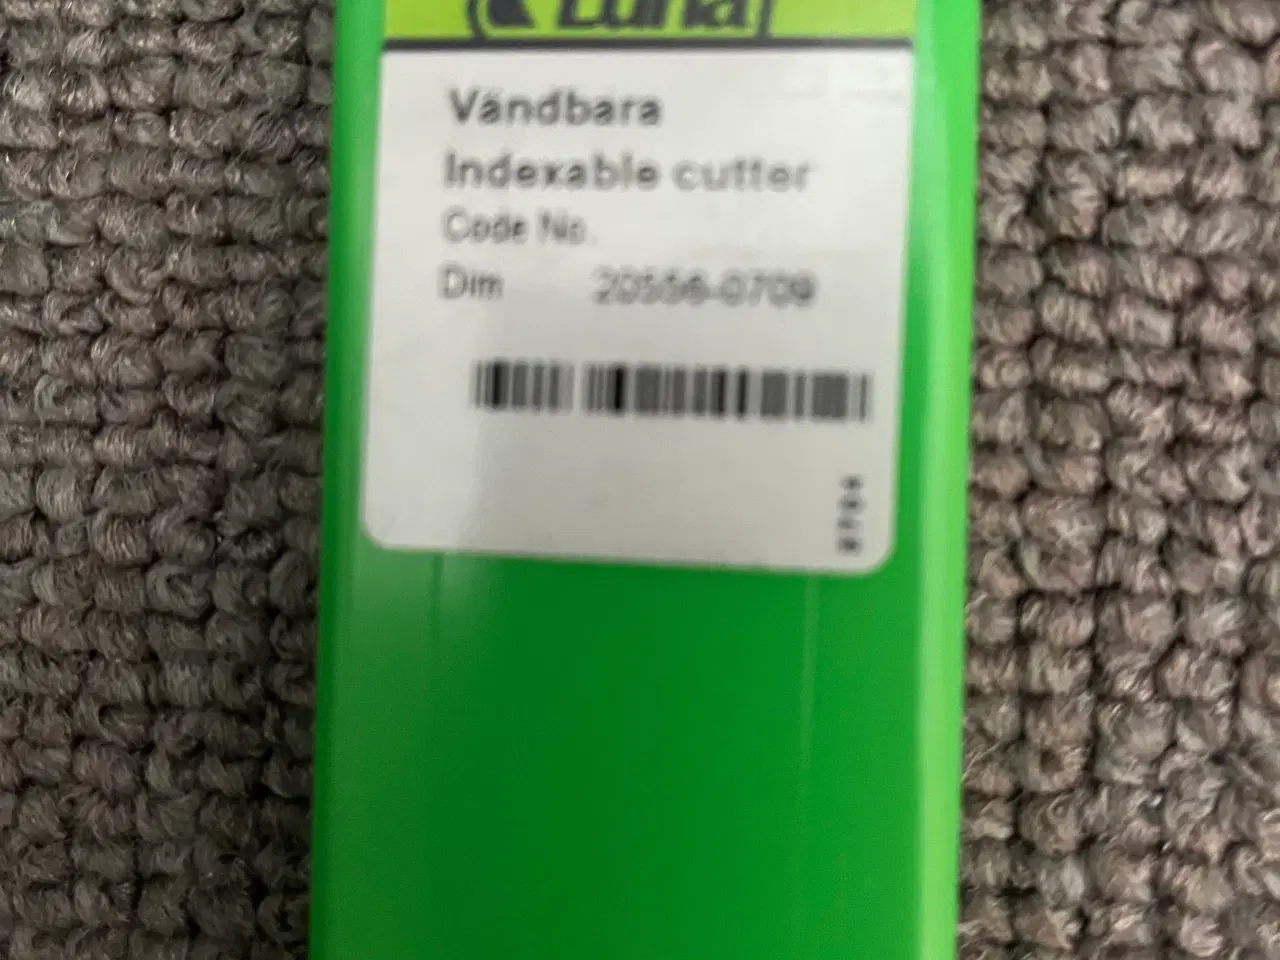 Luna
Vändbara
Indexable cutter
Code No.
Dim 20556-0709